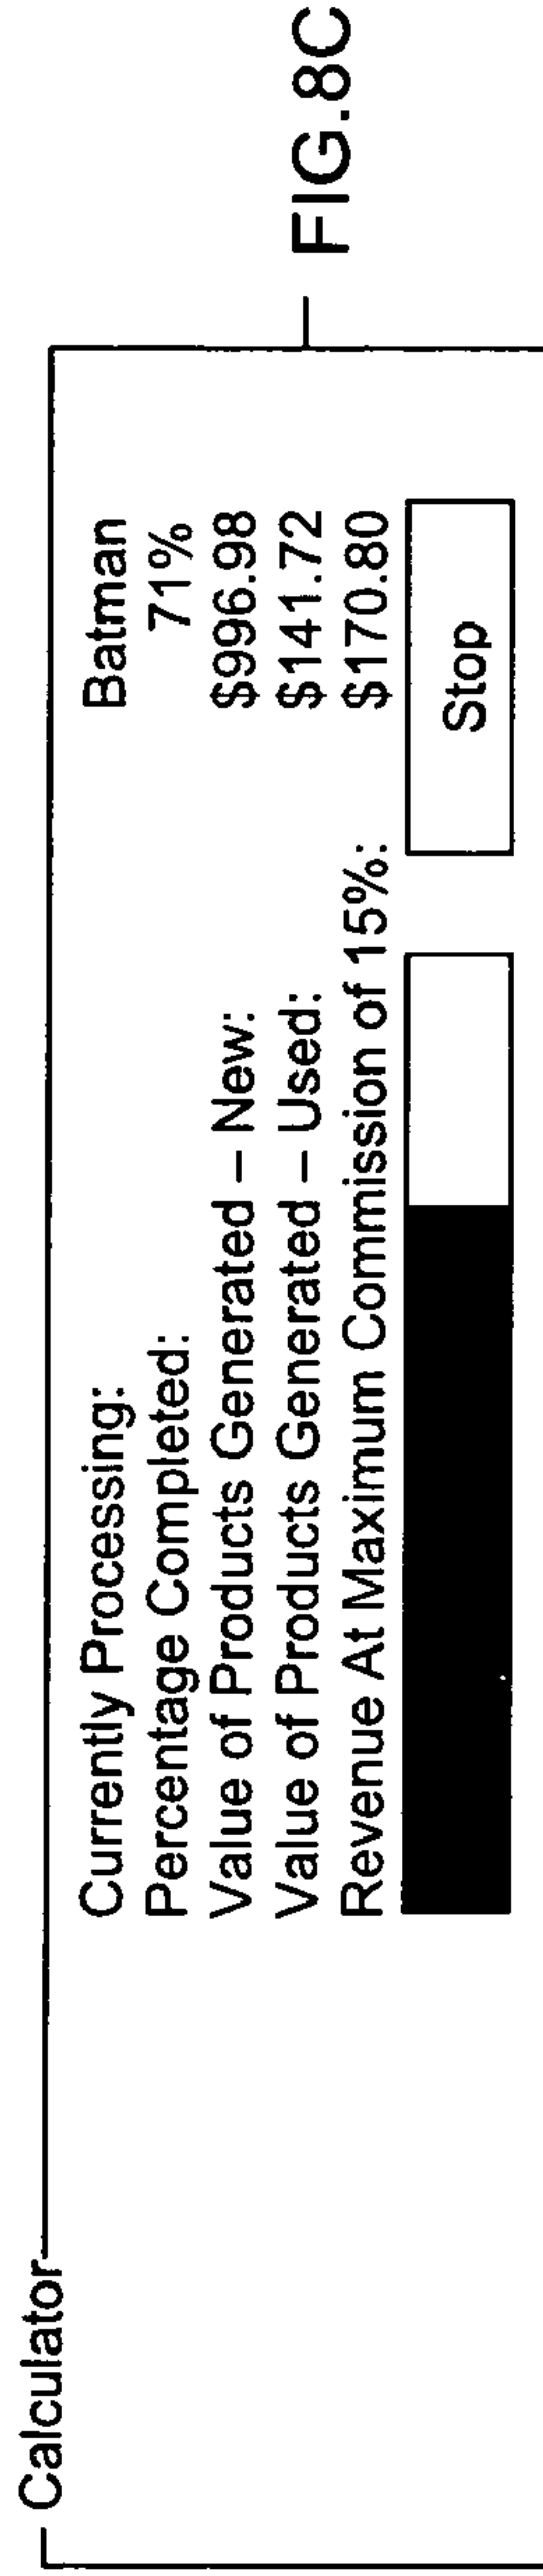 Calculator
Currently Processing: Batman
Percentage Completed: 71%
Value of Products Generated – New: $996.98
Value of Products Generated – Used: $141.72
Revenue At Maximum Commission of 15%: $170.80
Stop
FIG.8C